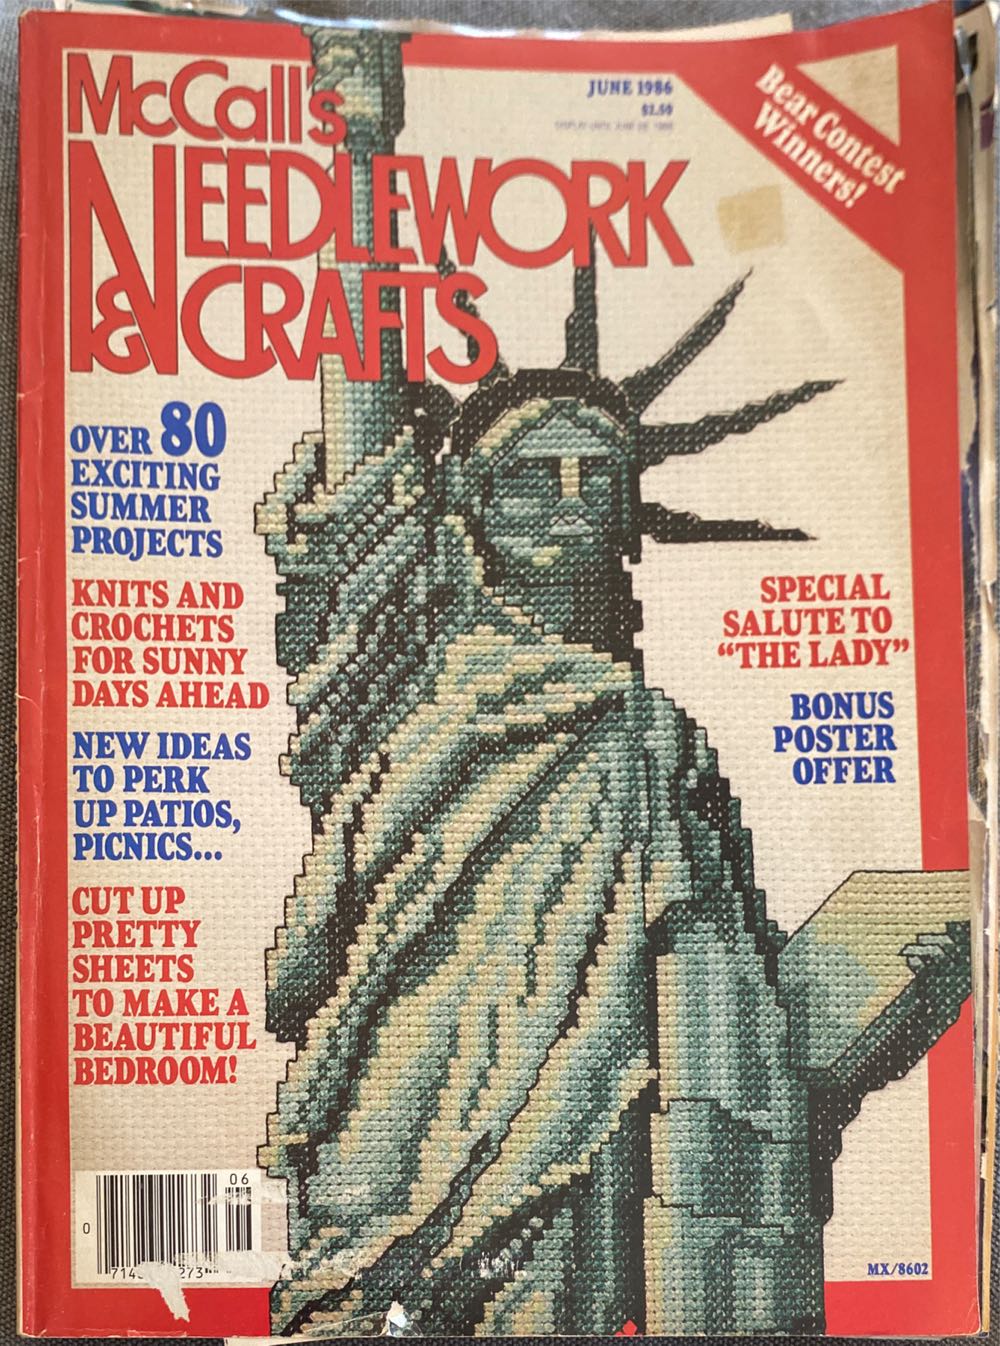 McCall's
NEEDLEWORK
& CRAFTS
JUNE 1986
$2.50
Bear Contest
Winners!
OVER 80
EXCITING
SUMMER
PROJECTS
KNITS AND
CROCHETS
FOR SUNNY
DAYS AHEAD
NEW IDEAS
TO PERK
UP PATIOS,
PICNICS...
CUT UP
PRETTY
SHEETS
TO MAKE A
BEAUTIFUL
BEDROOM!
SPECIAL
SALUTE TO
“THE LADY”
BONUS
POSTER
OFFER
06
0
MX/8602